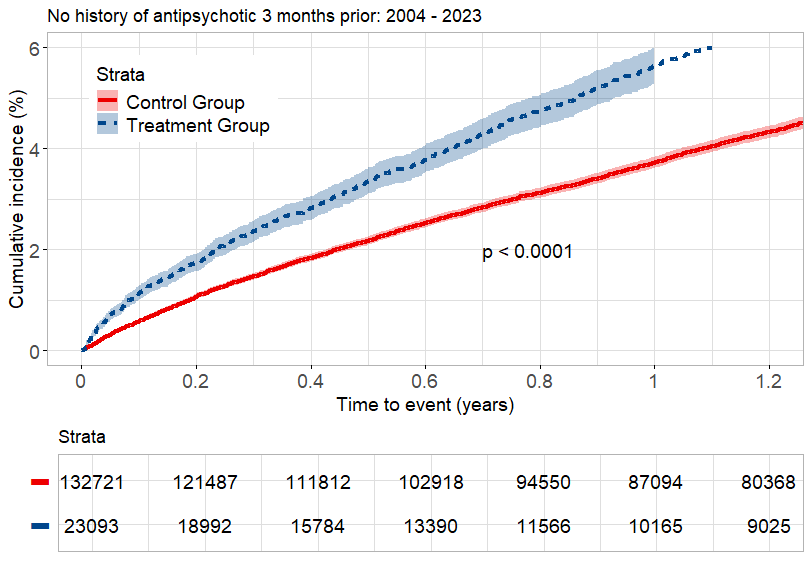 No history of antipsychotic 3 months prior: 2004 - 2023
Cumulative incidence (%)
6
4
2
0
Strata
Control Group
Treatment Group
p < 0.0001
0 0.2 0.4 0.6 0.8 1 1.2
Time to event (years)
Strata
132721 121487 111812 102918 94550 87094 80368
23093 18992 15784 13390 11566 10165 9025